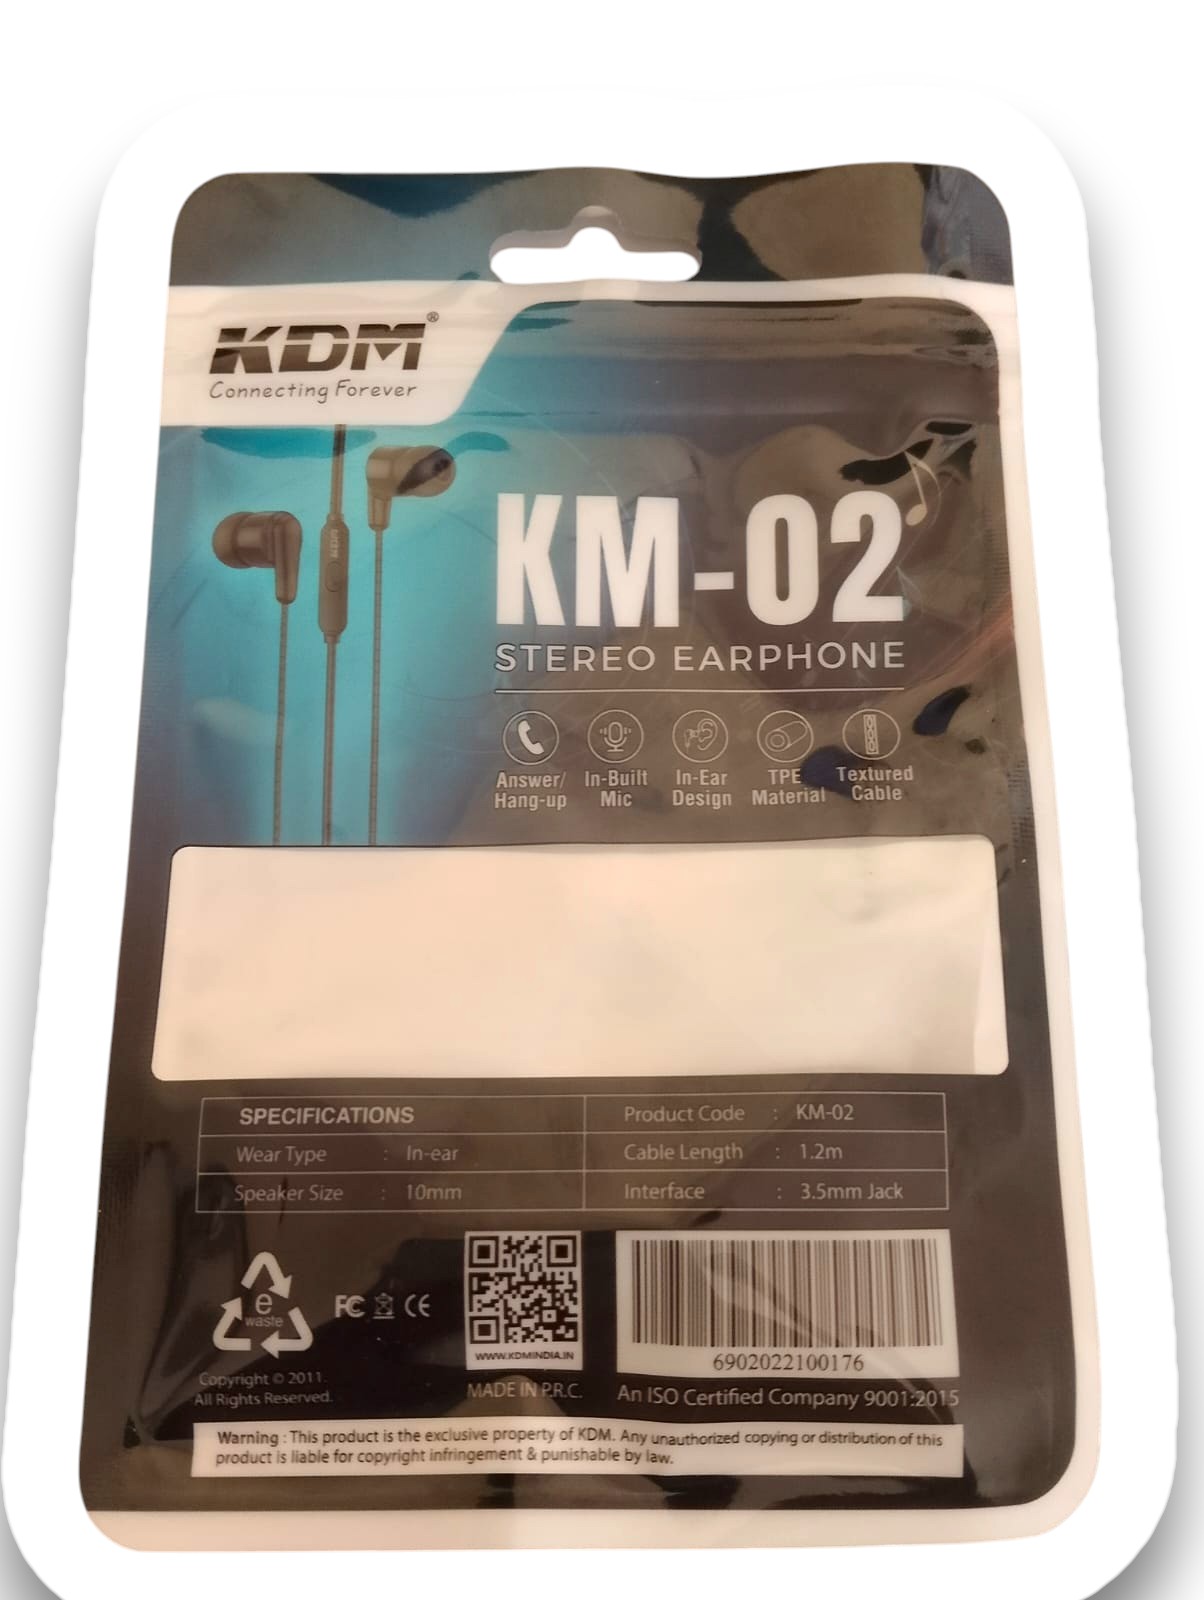 KDM®
Connecting Forever
KDM
KM-02
STEREO EARPHONE
Answer/
Hang-up
In-Built
Mic
In-Ear
Design
TPE
Material
Textured
Cable
SPECIFICATIONS
Product Code : KM-02
Wear Type : In-ear
Cable Length : 1.2m
Speaker Size : 10mm
Interface : 3.5mm Jack
e
waste
FC CE
WWW.KDMINDIA.IN
MADE IN P.R.C.
6902022100176
Copyright © 2011.
All Rights Reserved.
An ISO Certified Company 9001:2015
Warning : This product is the exclusive property of KDM. Any unauthorized copying or distribution of this
product is liable for copyright infringement & punishable by law.